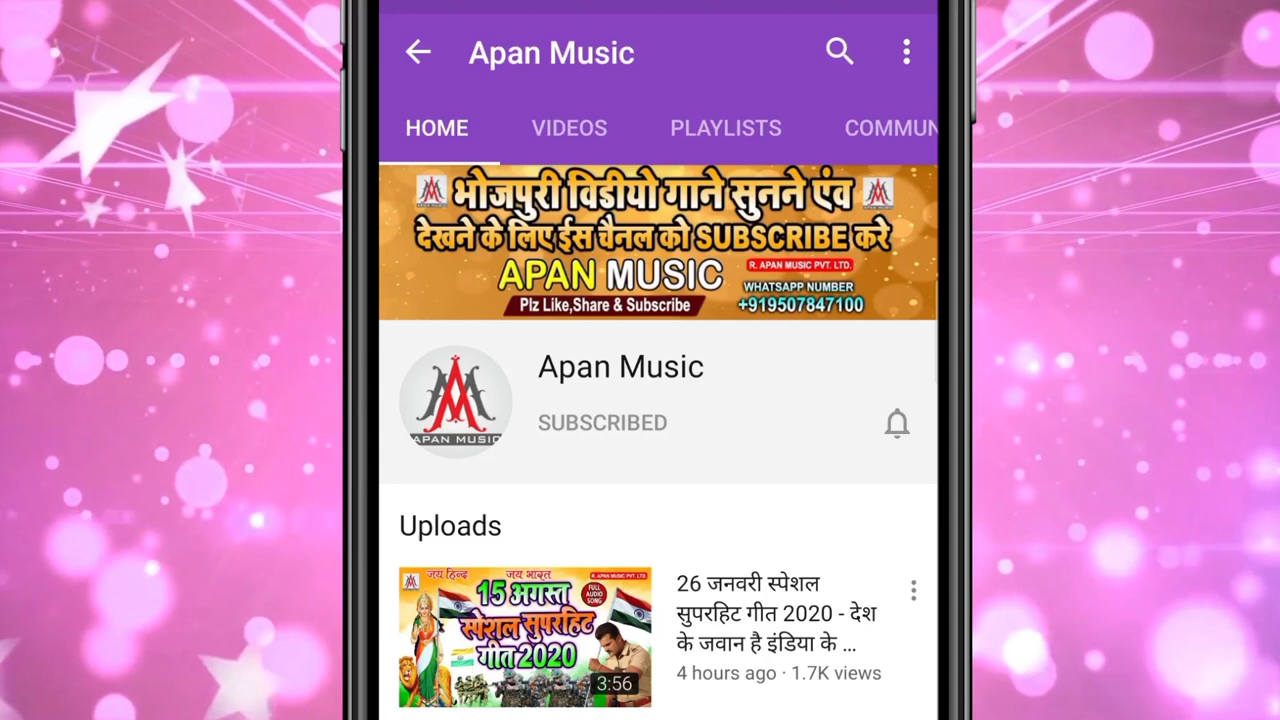 Apan Music
HOME VIDEOS PLAYLISTS COMMUN
भोजपुरी विडीयो गाने सुनने एंव
देखने के लिए ईस चैनल को SUBSCRIBE करे
APAN MUSIC
R. APAN MUSIC PVT. LTD.
Plz Like,Share & Subscribe
WHATSAPP NUMBER
+919507847100
Apan Music
SUBSCRIBED
APAN MUSIC
Uploads
जय हिन्द जय भारत
R. APAN MUSIC PVT. LTD
15 अगस्त
FULL
AUDIO
SONG
स्पेशल सुपरहिट
गीत 2020
3:56
26 जनवरी स्पेशल
सुपरहिट गीत 2020 - देश
के जवान है इंडिया के ...
4 hours ago · 1.7K views